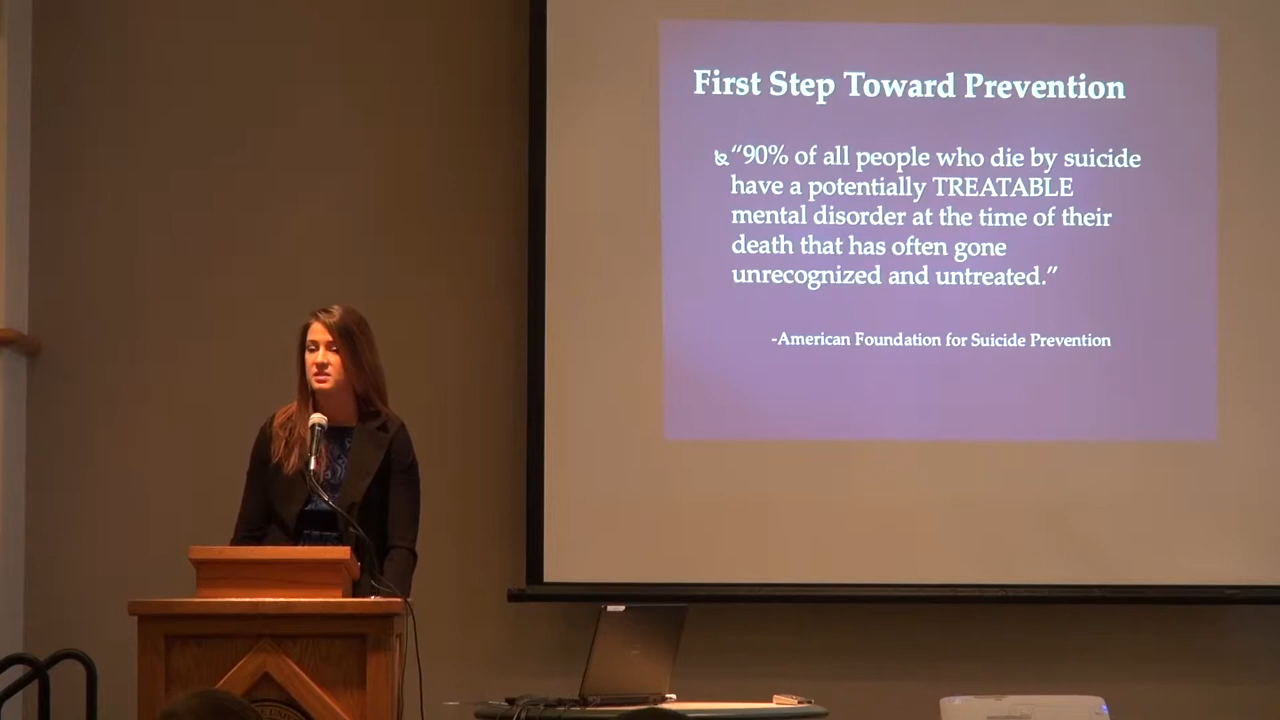 First Step Toward Prevention
“90% of all people who die by suicide
have a potentially TREATABLE
mental disorder at the time of their
death that has often gone
unrecognized and untreated.”
-American Foundation for Suicide Prevention